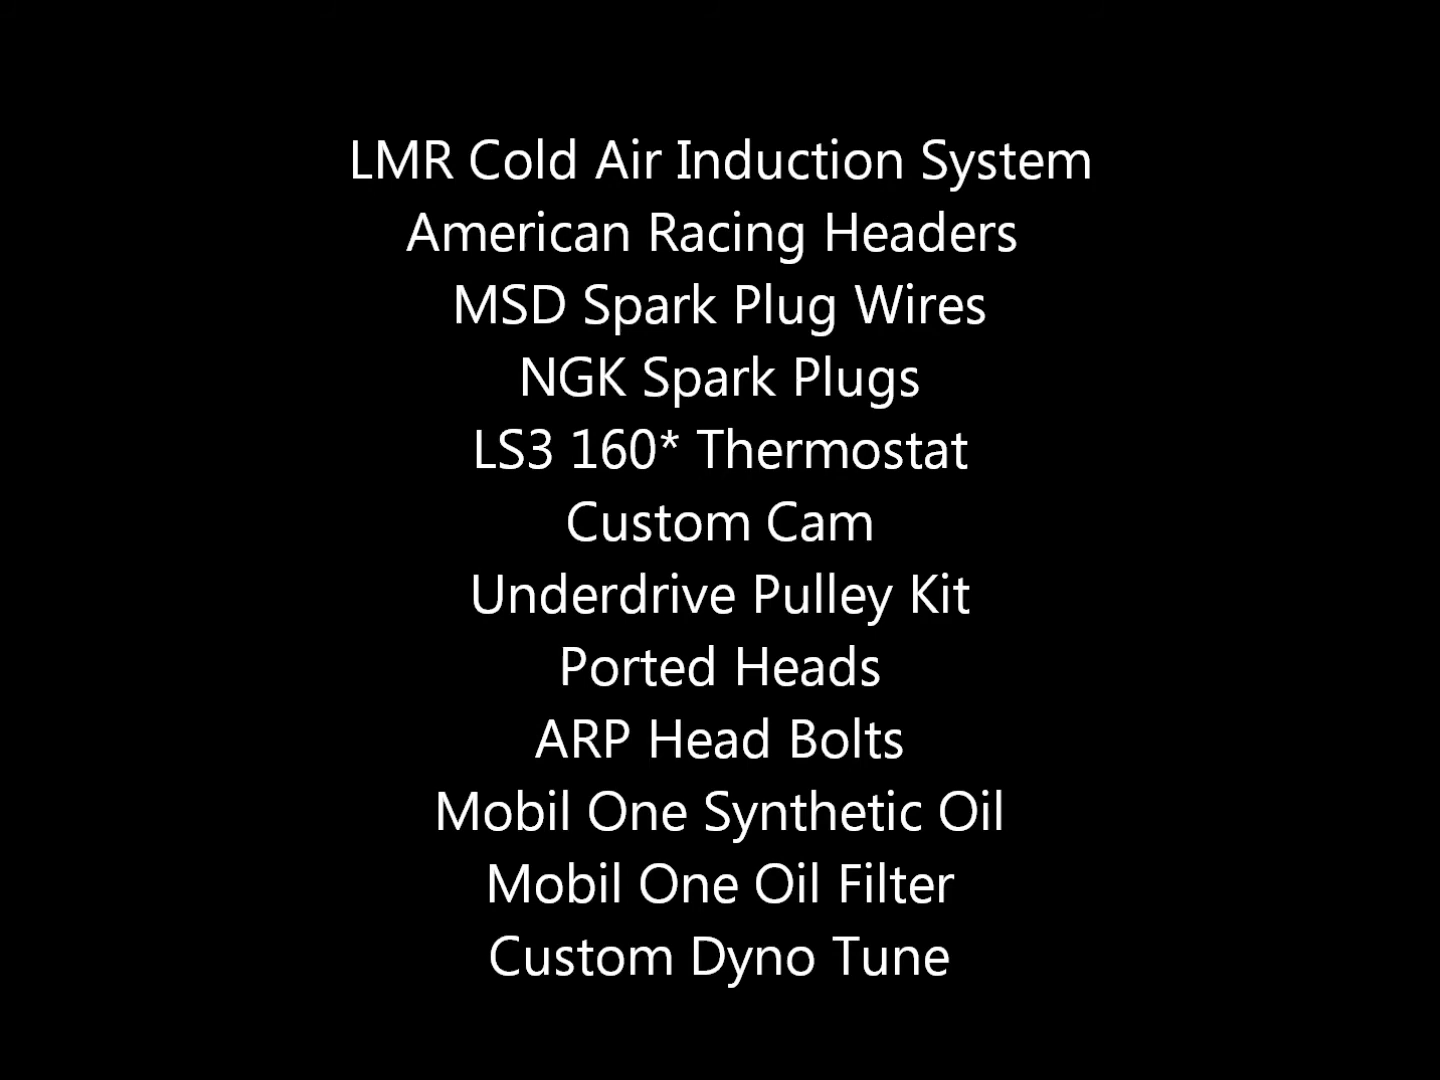 LMR Cold Air Induction System
American Racing Headers
MSD Spark Plug Wires
NGK Spark Plugs
LS3 160* Thermostat
Custom Cam
Underdrive Pulley Kit
Ported Heads
ARP Head Bolts
Mobil One Synthetic Oil
Mobil One Oil Filter
Custom Dyno Tune